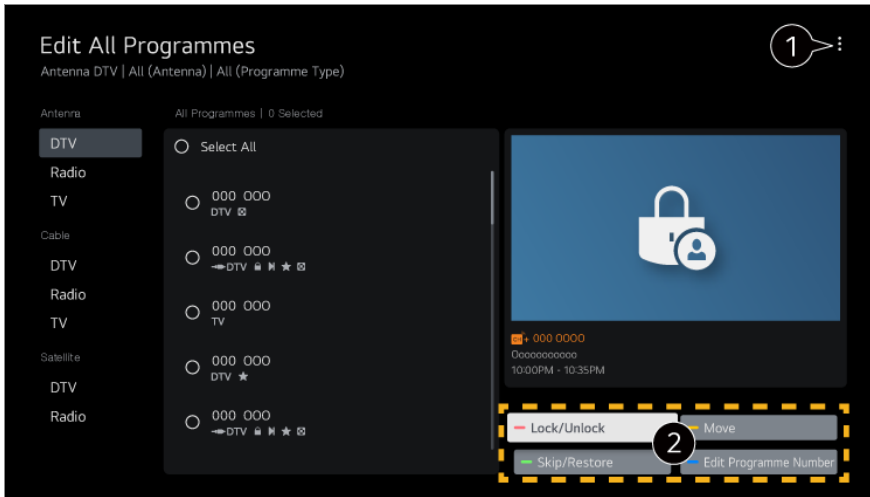 Edit All Programmes
Antenna DTV | All (Antenna) | All (Programme Type)
1
Antenna
DTV
Radio
TV
Cable
DTV
Radio
TV
Satellite
DTV
Radio
All Programmes | 0 Selected
Select All
000 000
DTV
000 000
DTV
000 000
TV
000 000
DTV
000 000
DTV
+ 000 0000
Ooooooooooo
10:00PM - 10:35PM
Lock/Unlock
Move
2
Skip/Restore
Edit Programme Number